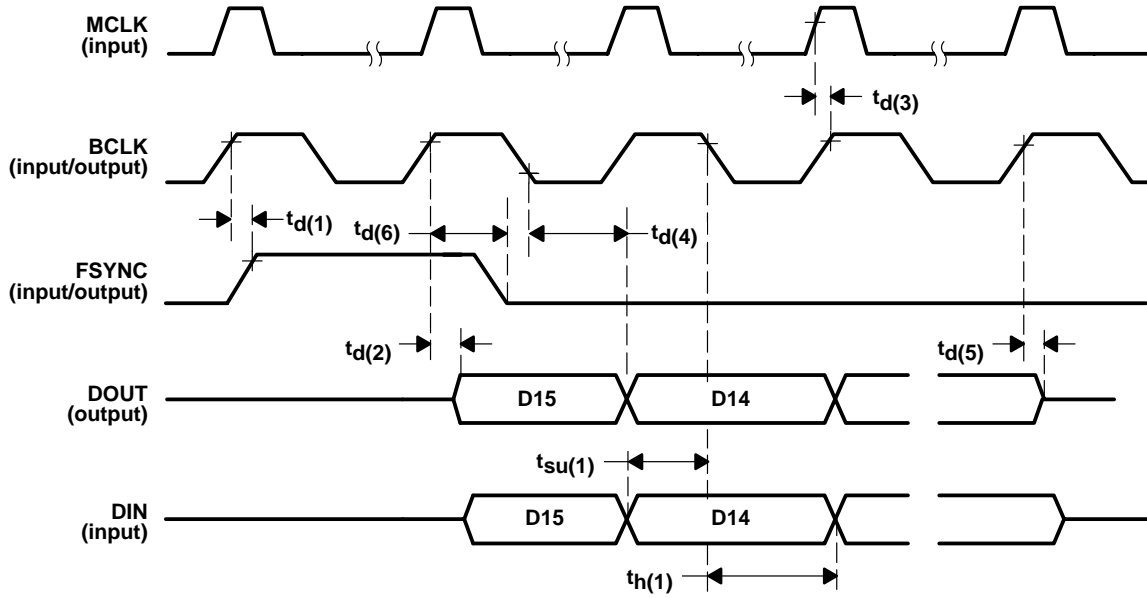 MCLK
(input)
td(3)
BCLK
(input/output)
td(1)
td(6)
td(4)
FSYNC
(input/output)
td(2)
td(5)
DOUT
(output)
D15
D14
tsu(1)
DIN
(input)
D15
D14
th(1)